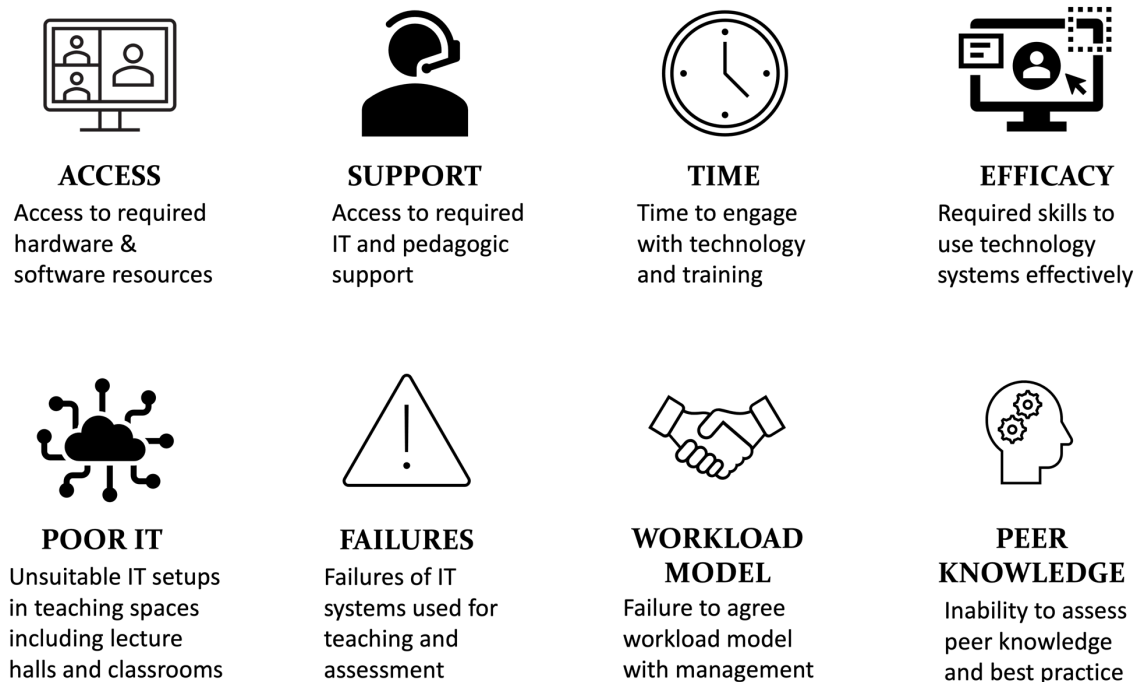 ACCESS
Access to required
hardware &
software resources
SUPPORT
Access to required
IT and pedagogic
support
TIME
Time to engage
with technology
and training
EFFICACY
Required skills to
use technology
systems effectively
POOR IT
Unsuitable IT setups
in teaching spaces
including lecture
halls and classrooms
FAILURES
Failures of IT
systems used for
teaching and
assessment
WORKLOAD
MODEL
Failure to agree
workload model
with management
PEER
KNOWLEDGE
Inability to assess
peer knowledge
and best practice